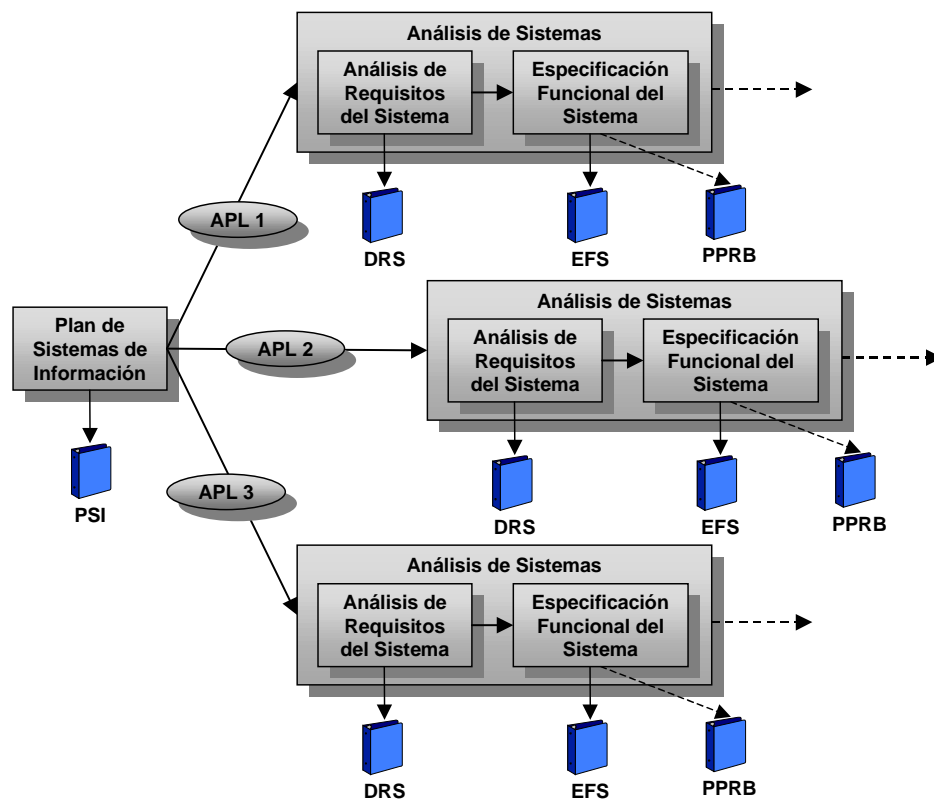 Análisis de Sistemas
Análisis de
Requisitos
del Sistema
Especificación
Funcional del
Sistema
APL 1
DRS
EFS
PPRB
Plan de
Sistemas de
Información
PSI
APL 2
Análisis de Sistemas
Análisis de
Requisitos
del Sistema
Especificación
Funcional del
Sistema
DRS
EFS
PPRB
APL 3
Análisis de Sistemas
Análisis de
Requisitos
del Sistema
Especificación
Funcional del
Sistema
DRS
EFS
PPRB